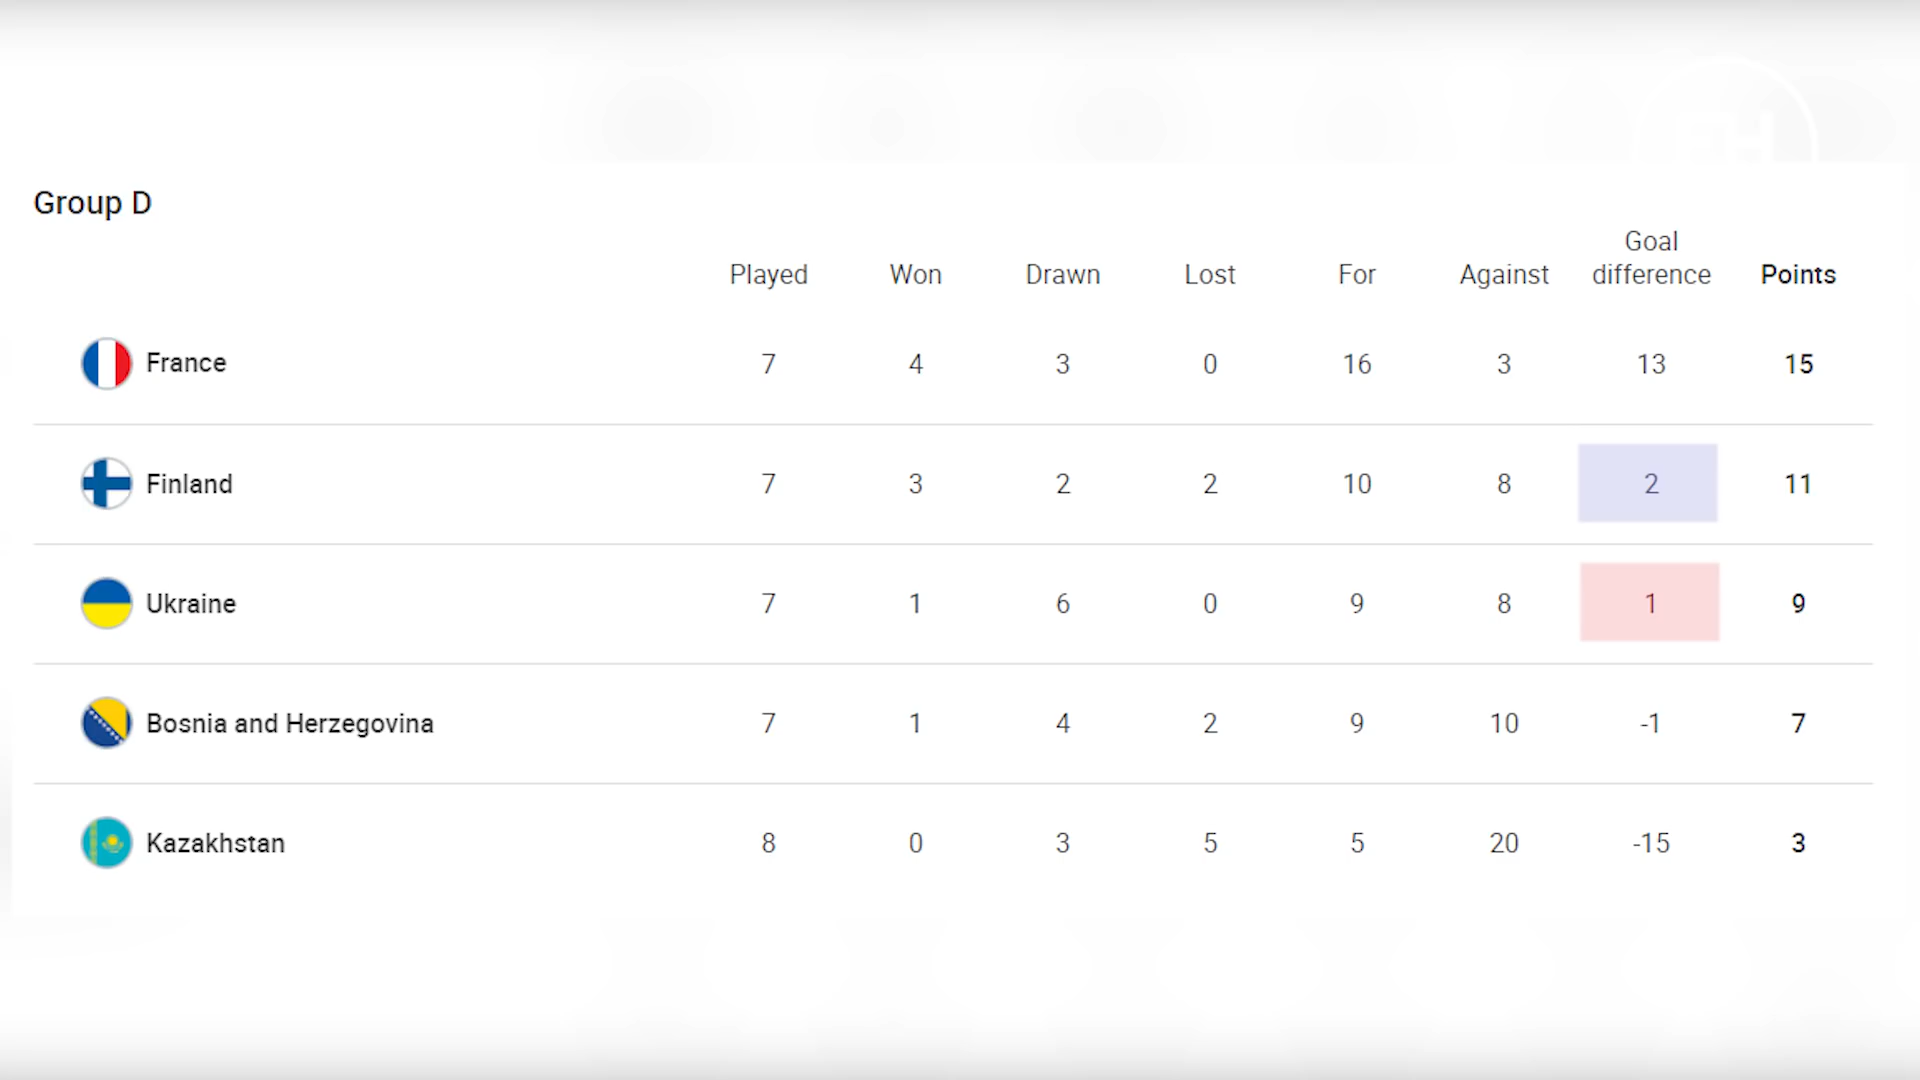 Group D
Played Won Drawn Lost For Against Goal difference Points
France 7 4 3 0 16 3 13 15
Finland 7 3 2 2 10 8 2 11
Ukraine 7 1 6 0 9 8 1 9
Bosnia and Herzegovina 7 1 4 2 9 10 -1 7
Kazakhstan 8 0 3 5 5 20 -15 3